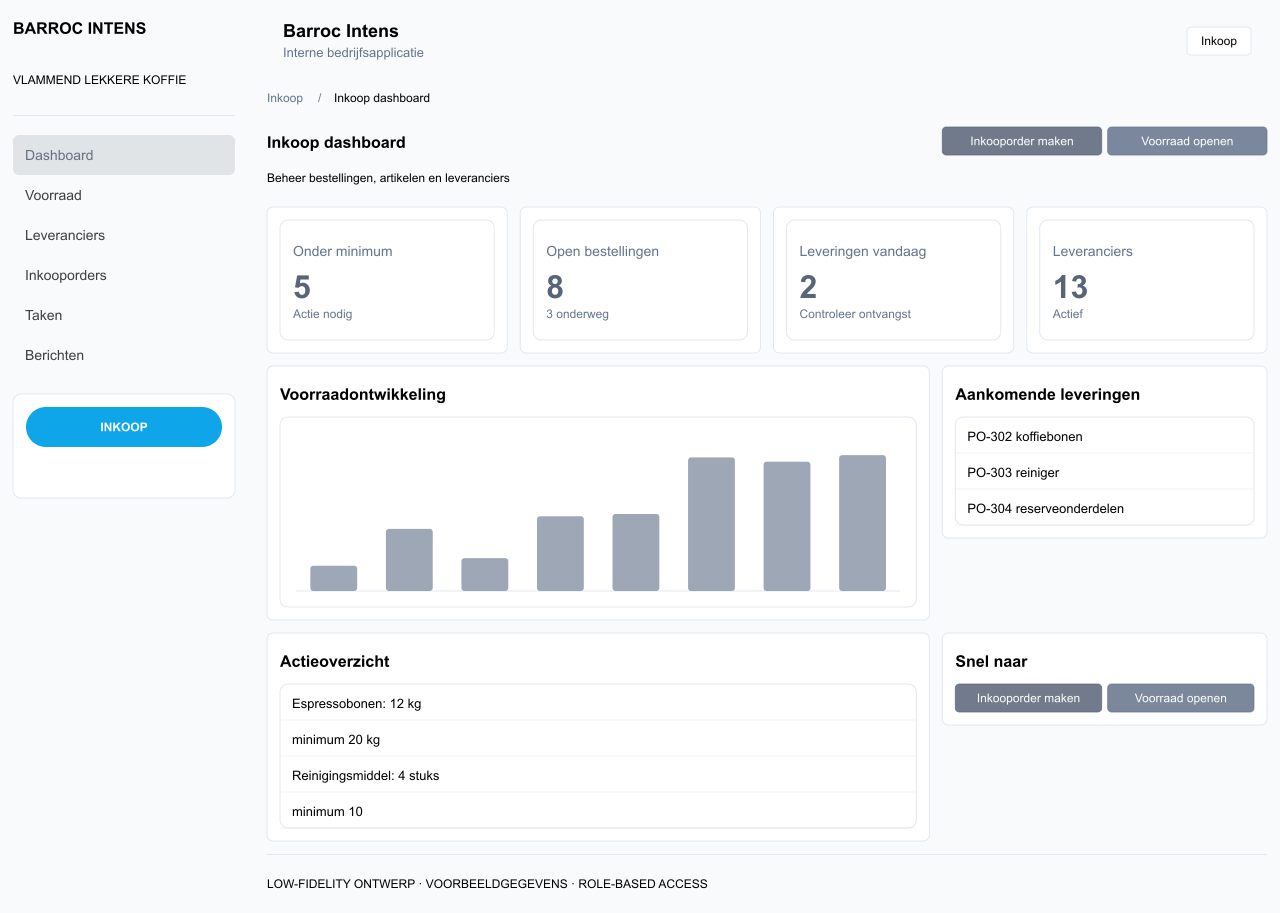 BARROC INTENS
VLAMMEND LEKKERE KOFFIE
Dashboard
Voorraad
Leveranciers
Inkooporders
Taken
Berichten
INKOOP
Barroc Intens
Interne bedrijfsapplicatie
Inkoop
Inkoop / Inkoop dashboard
Inkoop dashboard
Inkooporder maken
Voorraad openen
Beheer bestellingen, artikelen en leveranciers
Onder minimum
5
Actie nodig
Open bestellingen
8
3 onderweg
Leveringen vandaag
2
Controleer ontvangst
Leveranciers
13
Actief
Voorraadontwikkeling
Aankomende leveringen
PO-302 koffiebonen
PO-303 reiniger
PO-304 reserveonderdelen
Actieoverzicht
Espressobonen: 12 kg
minimum 20 kg
Reinigingsmiddel: 4 stuks
minimum 10
Snel naar
Inkooporder maken
Voorraad openen
LOW-FIDELITY ONTWERP · VOORBEELDGEGEVENS · ROLE-BASED ACCESS